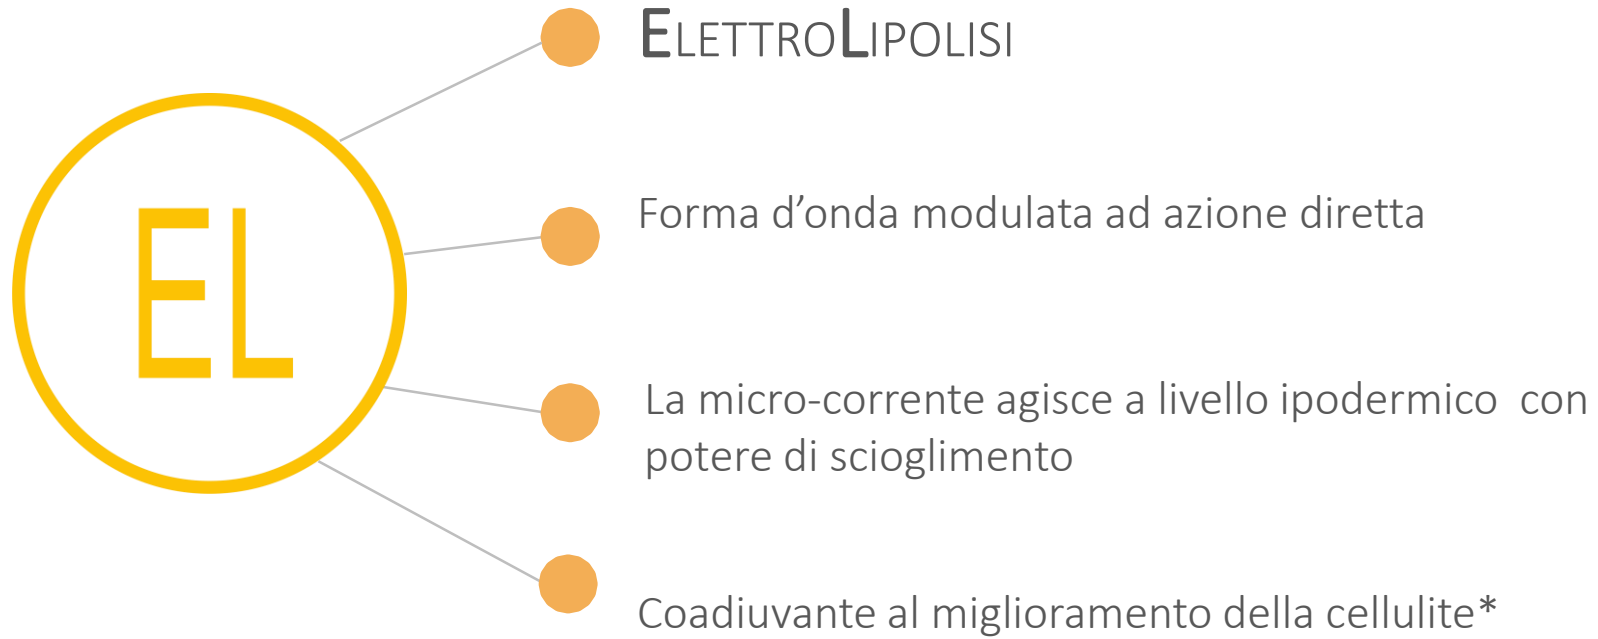 ELETTROLIPOLISI
Forma d’onda modulata ad azione diretta
EL
La micro-corrente agisce a livello ipodermico con
potere di scioglimento
Coadiuvante al miglioramento della cellulite*